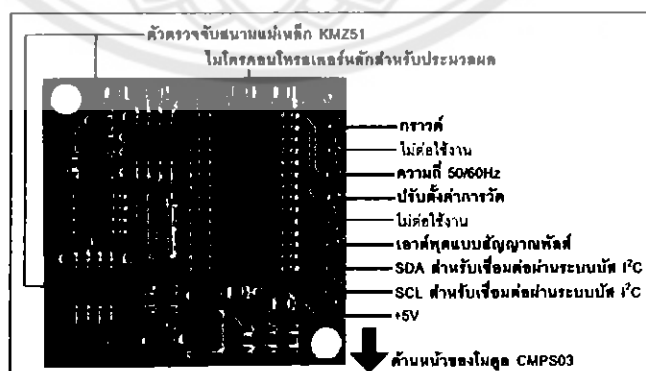 ตัวตรวจจับสนามแม่เหล็ก KMZ51
ไมโครคอนโทรลเลอร์หลักสำหรับประมวลผล
กราวด์
ไม่ต่อใช้งาน
ความถี่ 50/60Hz
ปรับตั้งค่าการวัด
ไม่ต่อใช้งาน
เอาต์พุตแบบสัญญาณพัลส์
SDA สำหรับเชื่อมต่อผ่านระบบบัส I²C
SCL สำหรับเชื่อมต่อผ่านระบบบัส I²C
+5V
ด้านหน้าของโมดูล CMPS03